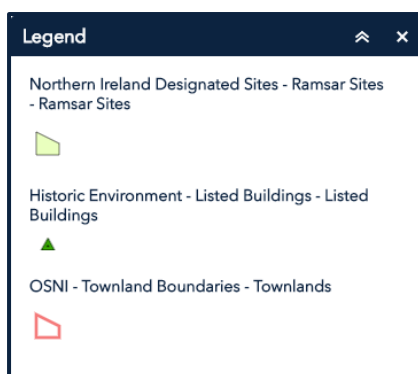 Legend
Northern Ireland Designated Sites - Ramsar Sites
- Ramsar Sites
Historic Environment - Listed Buildings - Listed
Buildings
OSNI - Townland Boundaries - Townlands